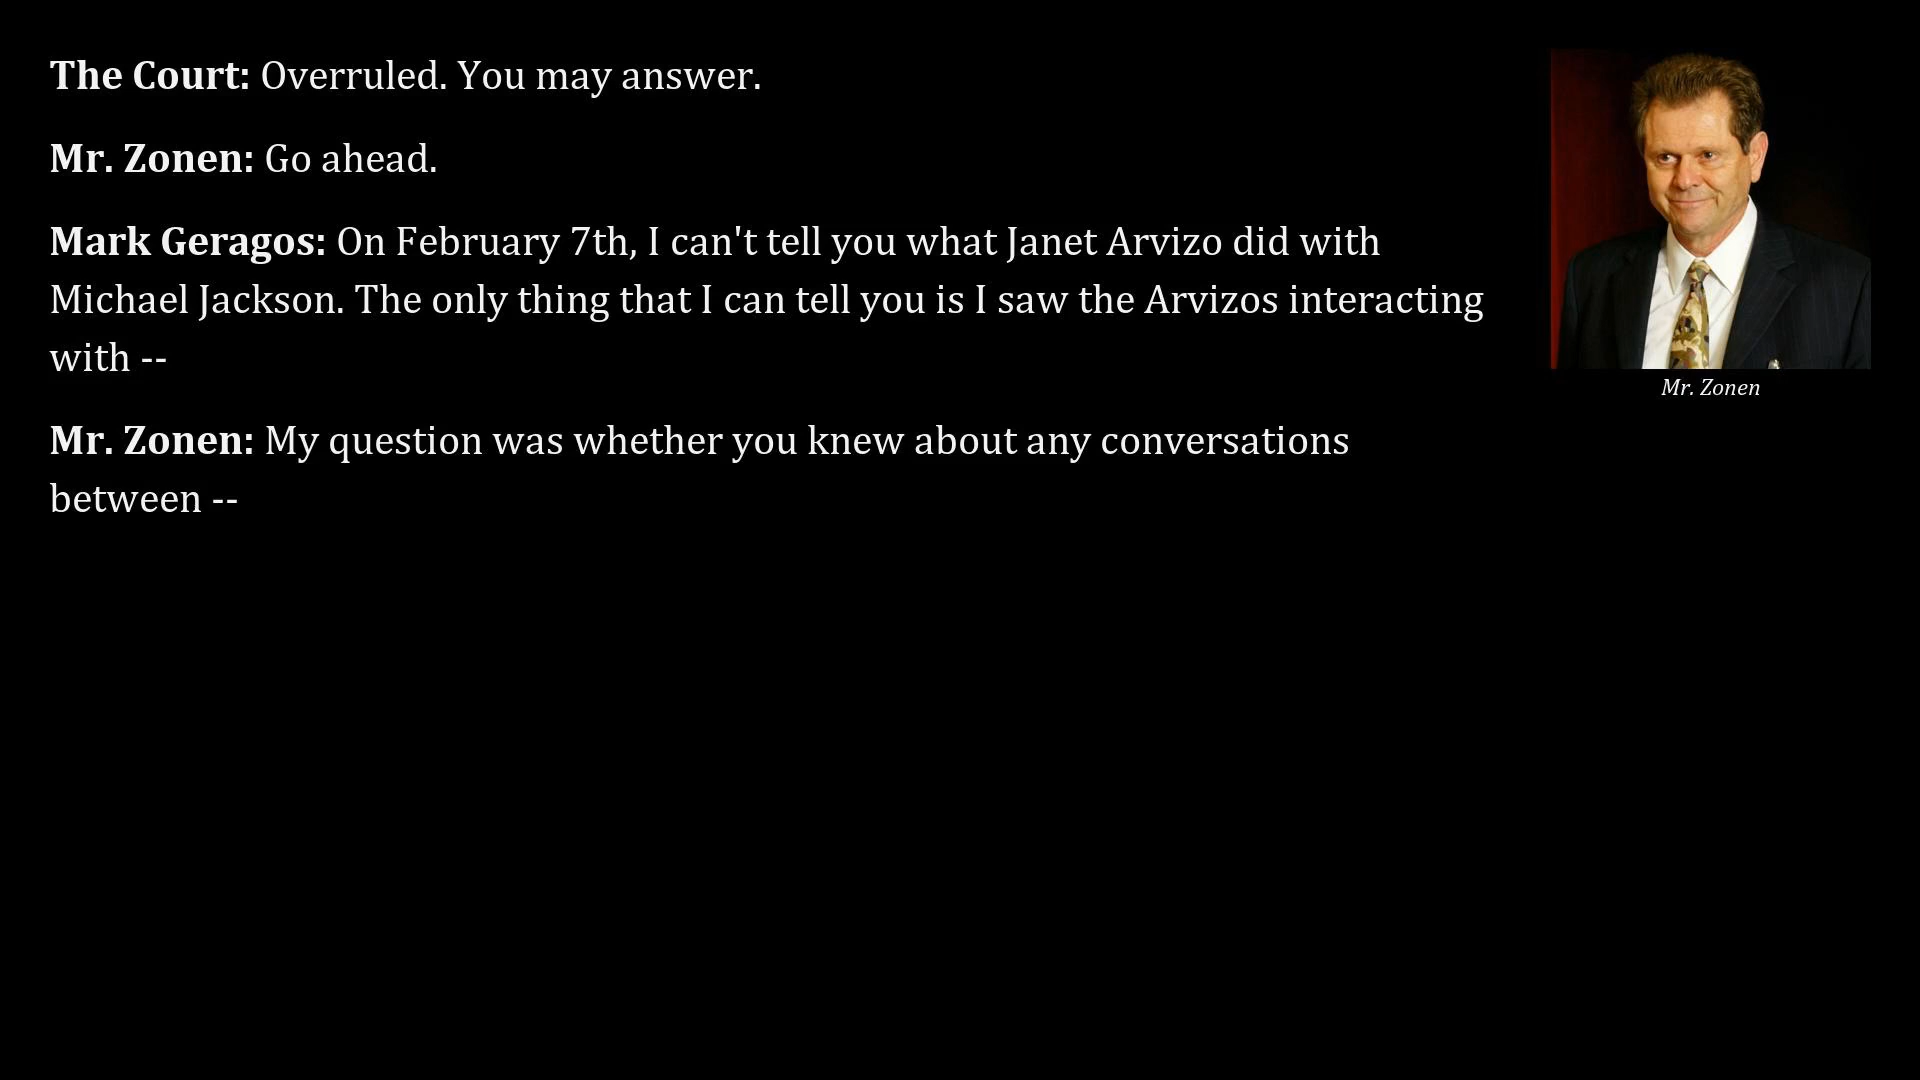 The Court: Overruled. You may answer.
Mr. Zonen: Go ahead.
Mark Geragos: On February 7th, I can't tell you what Janet Arvizo did with
Michael Jackson. The only thing that I can tell you is I saw the Arvizos interacting
with --
Mr. Zonen: My question was whether you knew about any conversations
between --
Mr. Zonen